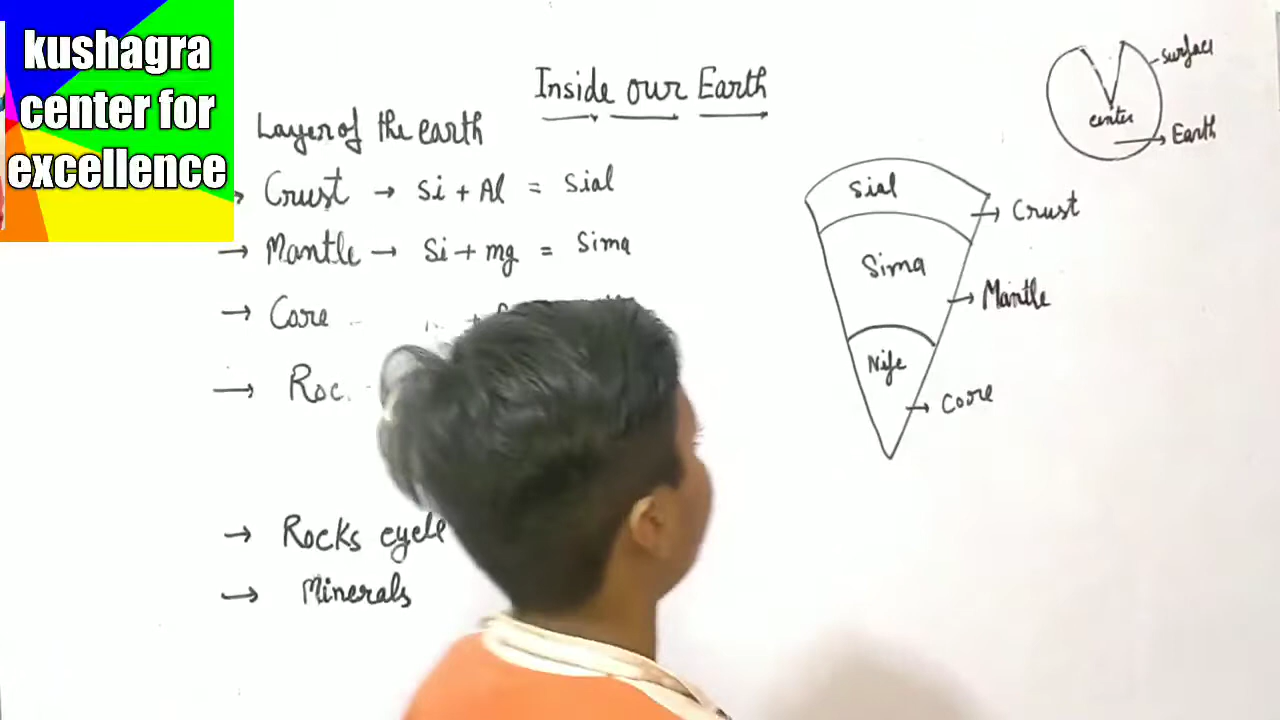 kushagra
center for
excellence
Inside our Earth
Layer of the earth
→ Crust → Si + Al = Sial
→ Mantle → Si + mg = Sima
→ Core
→ Roc
→ Rocks cycle
→ Minerals
surface
center
→ Earth
Sial
→ Crust
Sima
→ Mantle
Nife
→ Core